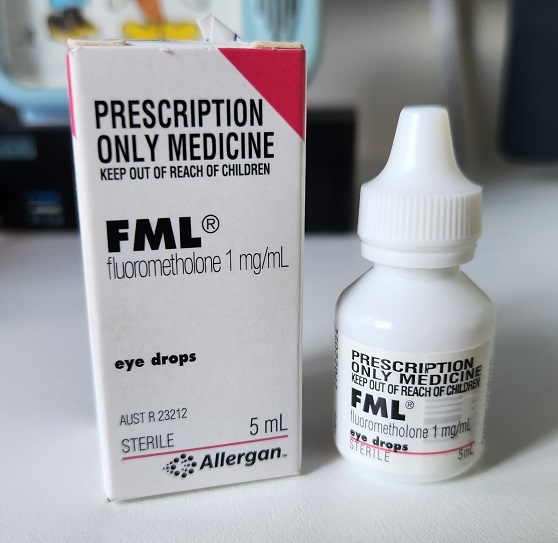 PRESCRIPTION
ONLY MEDICINE
KEEP OUT OF REACH OF CHILDREN
FML®
fluorometholone 1 mg/mL
eye drops
AUST R 23212
STERILE
5 mL
Allergan™
PRESCRIPTION
ONLY MEDICINE
KEEP OUT OF REACH OF CHILDREN
FML®
fluorometholone 1 mg/mL
eye drops
STERILE
5mL